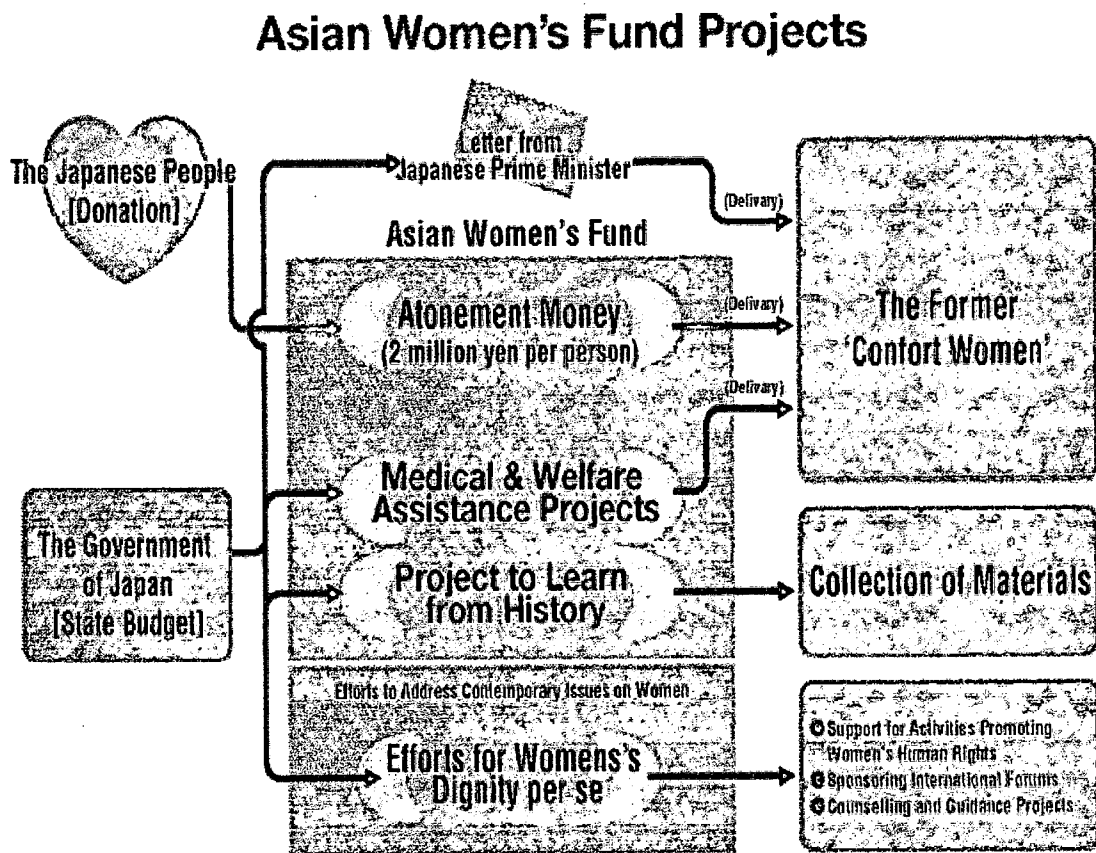 Asian Women's Fund Projects
The Japanese People
[Donation]
Letter from
Japanese Prime Minister
(Delivary)
Asian Women's Fund
Atonement Money
(2 million yen per person)
(Delivary)
The Former
'Confort Women'
(Delivary)
Medical & Welfare
Assistance Projects
The Government
of Japan
[State Budget]
Project to Learn
from History
Collection of Materials
Efforts to Address Contemporary Issues on Women
Efforts for Womens's
Dignity per se
Support for Activities Promoting
Women's Human Rights
Sponsoring International Forums
Counselling and Guidance Projects